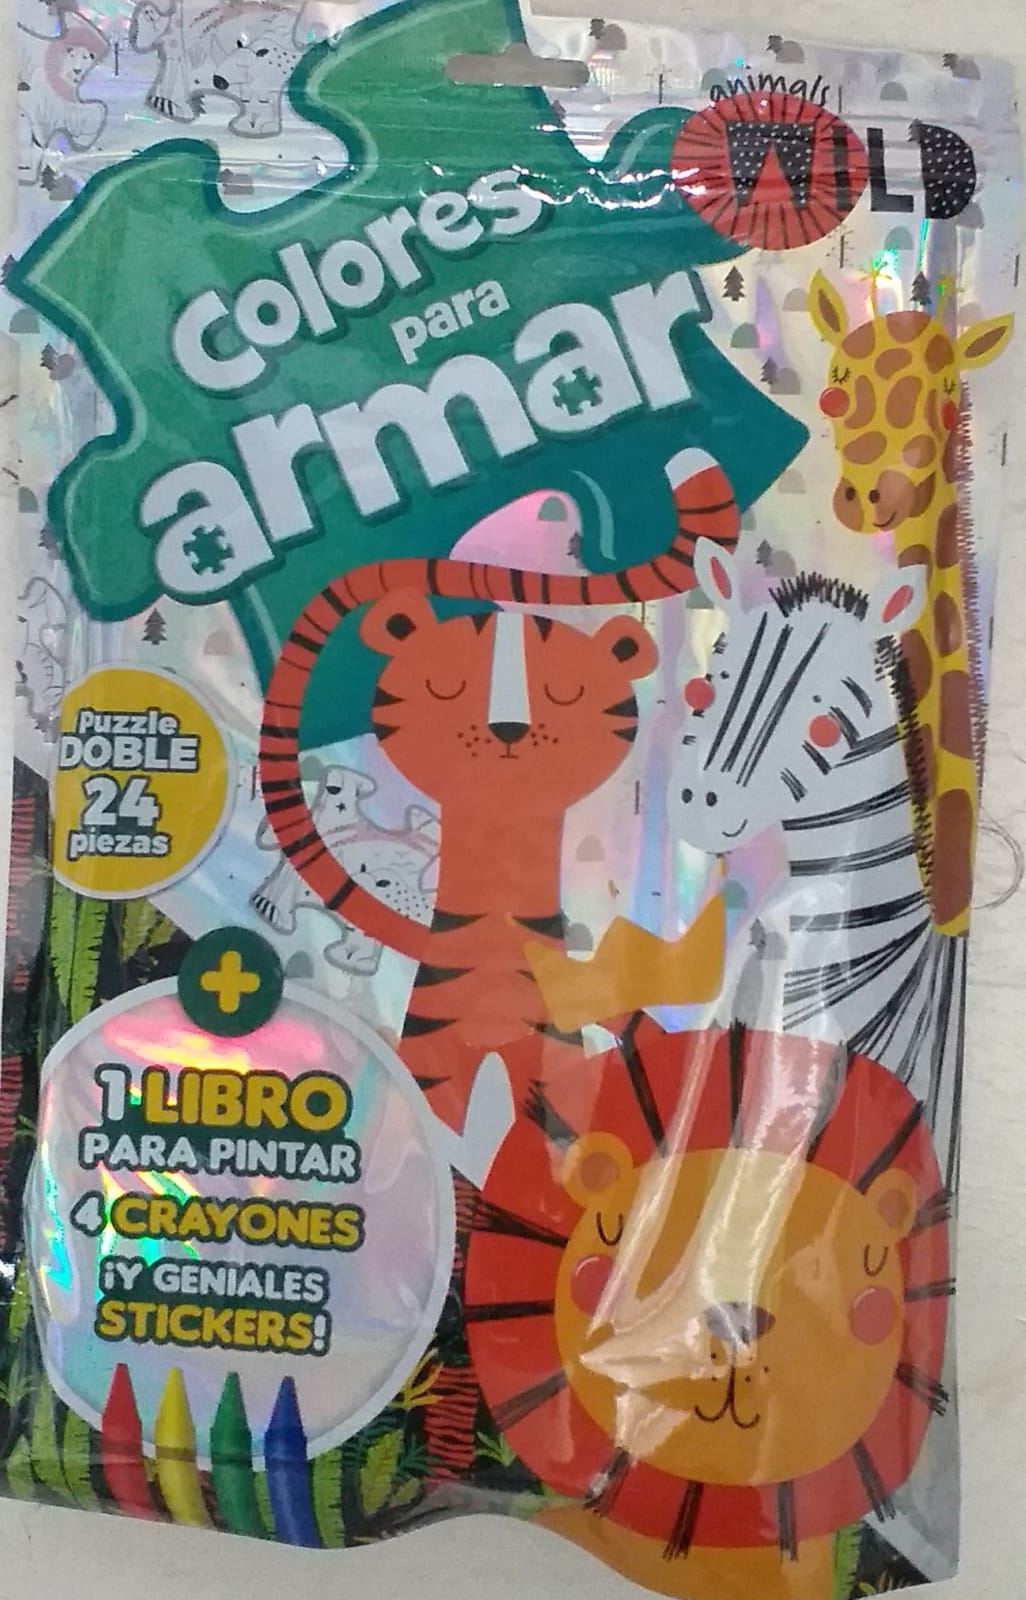 animals
WILD
colores
para
armar
Puzzle
DOBLE
24
piezas
+
1 LIBRO
PARA PINTAR
4 CRAYONES
¡Y GENIALES
STICKERS!